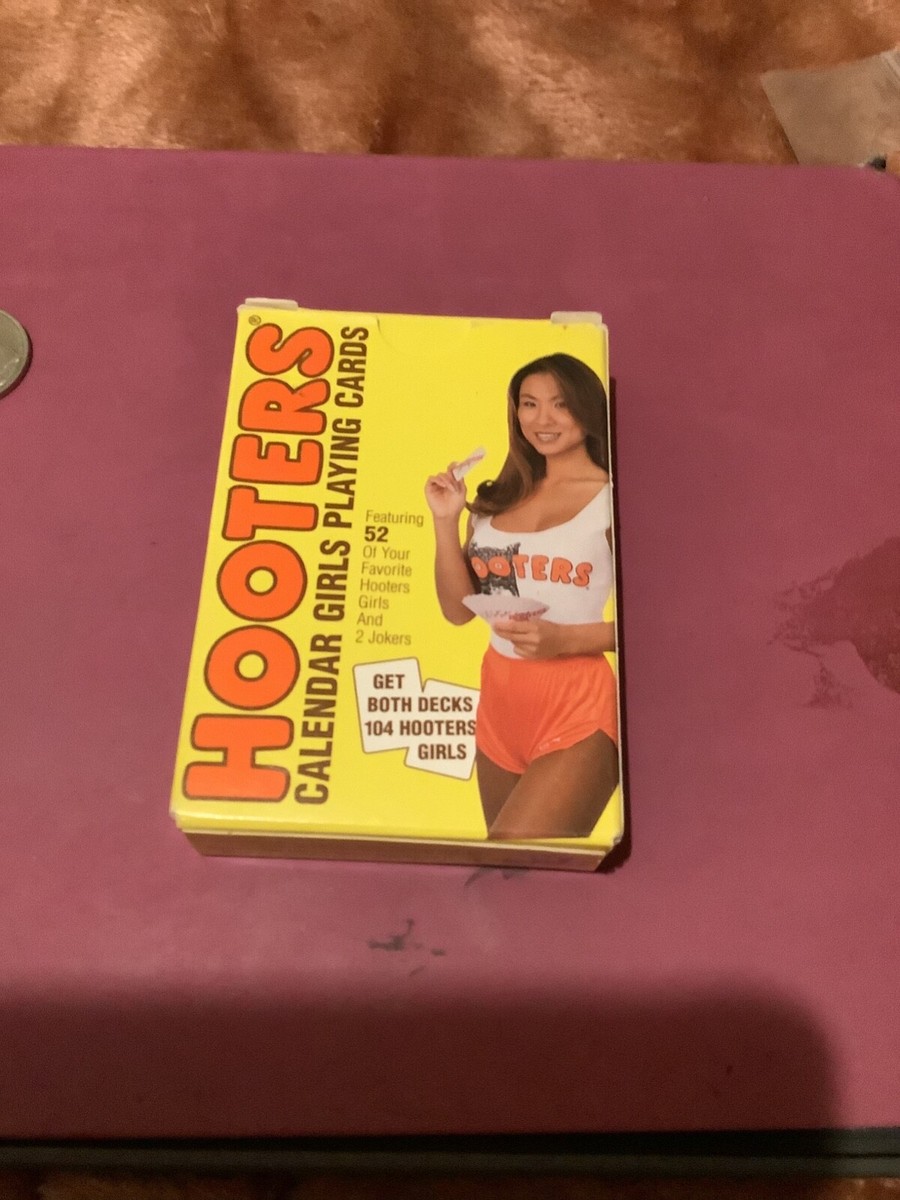 HOOTERS®
CALENDAR GIRLS PLAYING CARDS
Featuring
52
Of Your
Favorite
Hooters
Girls
And
2 Jokers
GET
BOTH DECKS
104 HOOTERS
GIRLS
OOTERS